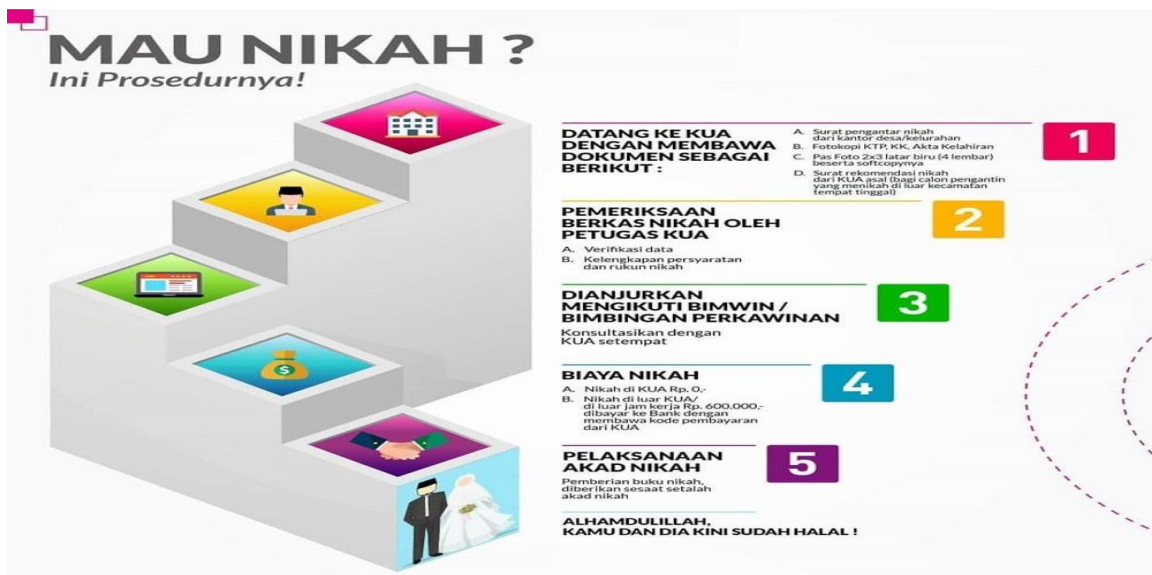 MAU NIKAH ?
Ini Prosedurnya!
DATANG KE KUA
DENGAN MEMBAWA
DOKUMEN SEBAGAI
BERIKUT :
A. Surat pengantar nikah
dari kantor desa/kelurahan
B. Fotokopi KTP, KK, Akta Kelahiran
C. Pas Foto 2x3 latar biru (4 lembar)
beserta softcopynya
D. Surat rekomendasi nikah
dari KUA asal (bagi calon pengantin
yang menikah di luar kecamatan
tempat tinggal)
1
PEMERIKSAAN
BERKAS NIKAH OLEH
PETUGAS KUA
A. Verifikasi data
B. Kelengkapan persyaratan
dan rukun nikah
2
DIANJURKAN
MENGIKUTI BIMWIN /
BIMBINGAN PERKAWINAN
Konsultasikan dengan
KUA setempat
3
BIAYA NIKAH
A. Nikah di KUA Rp. 0,-
B. Nikah di luar KUA/
di luar jam kerja Rp. 600.000,-
dibayar ke Bank dengan
membawa kode pembayaran
dari KUA
4
PELAKSANAAN
AKAD NIKAH
Pemberian buku nikah,
diberikan sesaat setalah
akad nikah
5
ALHAMDULILLAH,
KAMU DAN DIA KINI SUDAH HALAL !
$